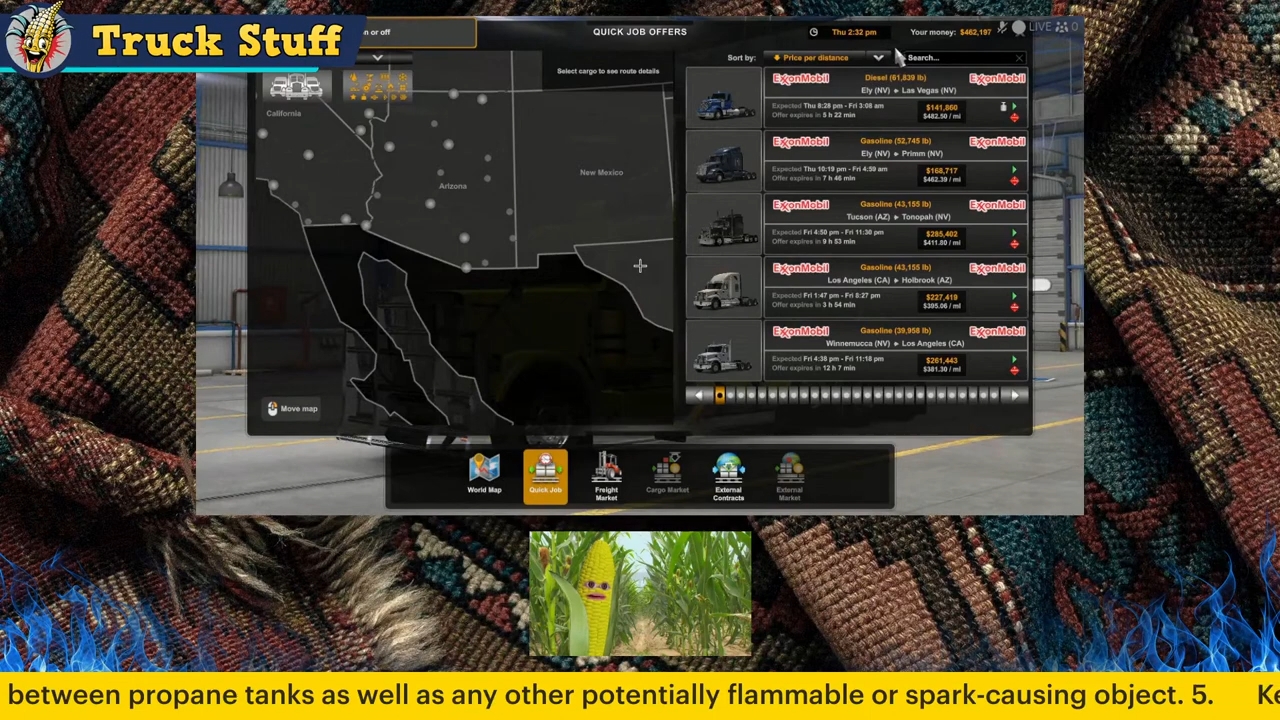 Truck Stuff
n or off
QUICK JOB OFFERS
Thu 2:32 pm
Your money: $462,197
LIVE 0
Select cargo to see route details
Sort by: Price per distance
Search...
California
Arizona
New Mexico
Move map
ExxonMobil Diesel (61,839 lb) ExxonMobil
Ely (NV) Las Vegas (NV)
Expected Thu 8:28 pm - Fri 3:08 am
Offer expires in 5 h 22 min
$141,860
$482.50 / mi
ExxonMobil Gasoline (52,745 lb) ExxonMobil
Ely (NV) Primm (NV)
Expected Thu 10:19 pm - Fri 4:59 am
Offer expires in 7 h 46 min
$168,717
$462.39 / mi
ExxonMobil Gasoline (43,155 lb) ExxonMobil
Tucson (AZ) Tonopah (NV)
Expected Fri 4:50 pm - Fri 11:30 pm
Offer expires in 9 h 53 min
$285,402
$411.80 / mi
ExxonMobil Gasoline (43,155 lb) ExxonMobil
Los Angeles (CA) Holbrook (AZ)
Expected Fri 1:47 pm - Fri 8:27 pm
Offer expires in 3 h 54 min
$227,419
$395.06 / mi
ExxonMobil Gasoline (39,958 lb) ExxonMobil
Winnemucca (NV) Los Angeles (CA)
Expected Fri 4:38 pm - Fri 11:18 pm
Offer expires in 12 h 7 min
$261,443
$381.30 / mi
World Map
Quick Job
Freight
Market
Cargo Market
External
Contracts
External
Market
between propane tanks as well as any other potentially flammable or spark-causing object. 5. Ke